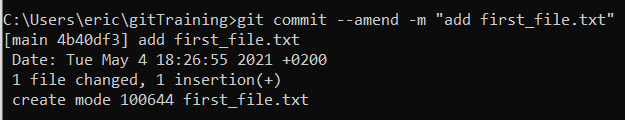 C:\Users\eric\gitTraining>git commit --amend -m "add first_file.txt"
[main 4b40df3] add first_file.txt
 Date: Tue May 4 18:26:55 2021 +0200
 1 file changed, 1 insertion(+)
 create mode 100644 first_file.txt